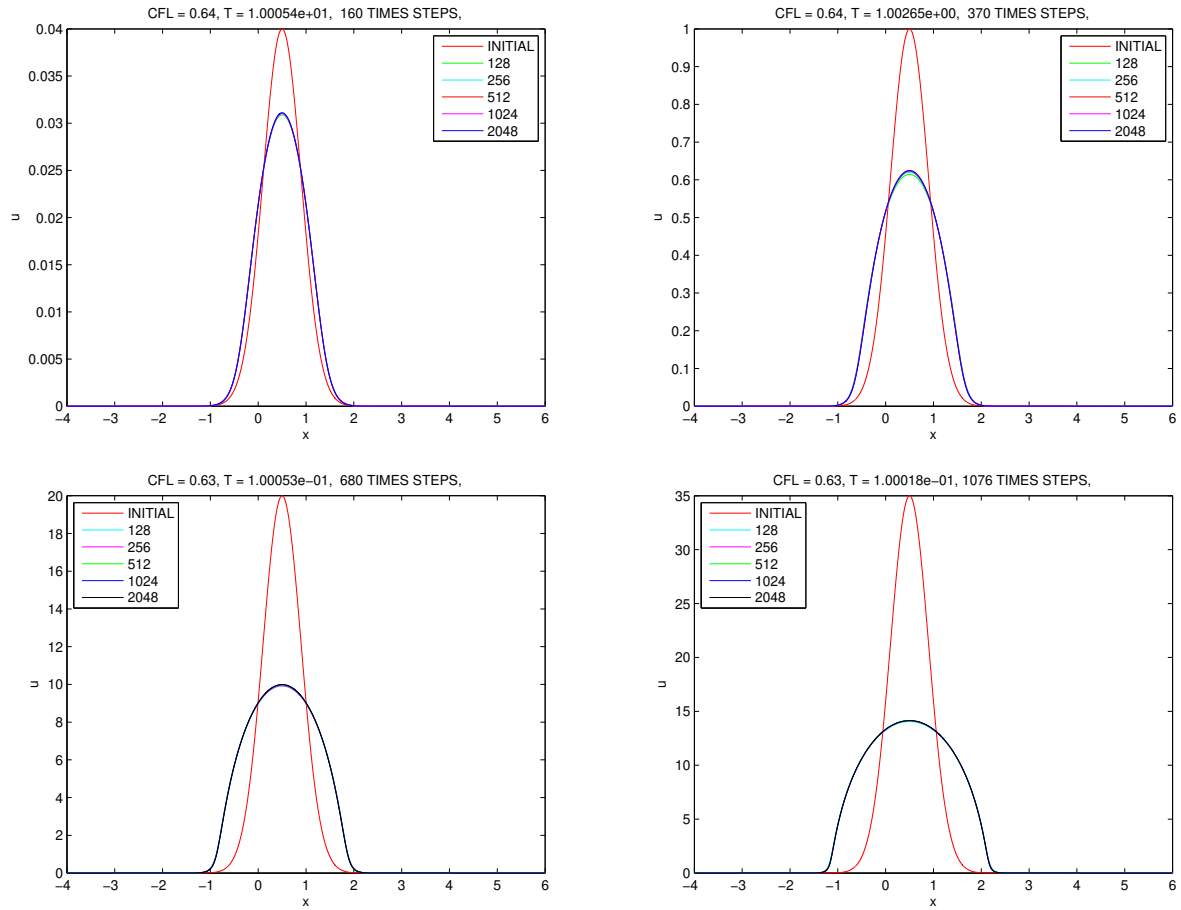 CFL = 0.64, T = 1.00054e+01,  160 TIMES STEPS,
0.04
0.035
0.03
0.025
0.02
0.015
0.01
0.005
0
u
INITIAL
128
256
512
1024
2048
−4 −3 −2 −1 0 1 2 3 4 5 6
x
CFL = 0.64, T = 1.00265e+00,  370 TIMES STEPS,
1
0.9
0.8
0.7
0.6
0.5
0.4
0.3
0.2
0.1
0
u
INITIAL
128
256
512
1024
2048
−4 −3 −2 −1 0 1 2 3 4 5 6
x
CFL = 0.63, T = 1.00053e−01,  680 TIMES STEPS,
20
18
16
14
12
10
8
6
4
2
0
u
INITIAL
128
256
512
1024
2048
−4 −3 −2 −1 0 1 2 3 4 5 6
x
CFL = 0.63, T = 1.00018e−01, 1076 TIMES STEPS,
35
30
25
20
15
10
5
0
u
INITIAL
128
256
512
1024
2048
−4 −3 −2 −1 0 1 2 3 4 5 6
x